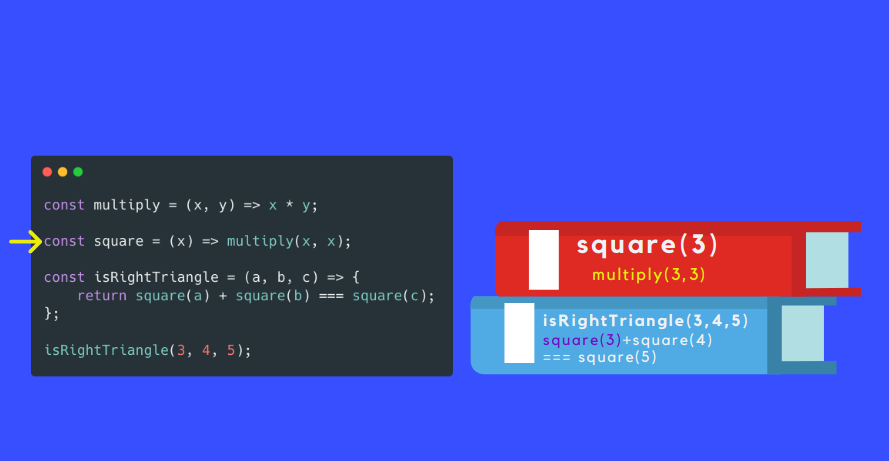 const multiply = (x, y) => x * y;
const square = (x) => multiply(x, x);
const isRightTriangle = (a, b, c) => {
    return square(a) + square(b) === square(c);
};
isRightTriangle(3, 4, 5);
square(3)
multiply(3,3)
isRightTriangle(3,4,5)
square(3)+square(4)
=== square(5)